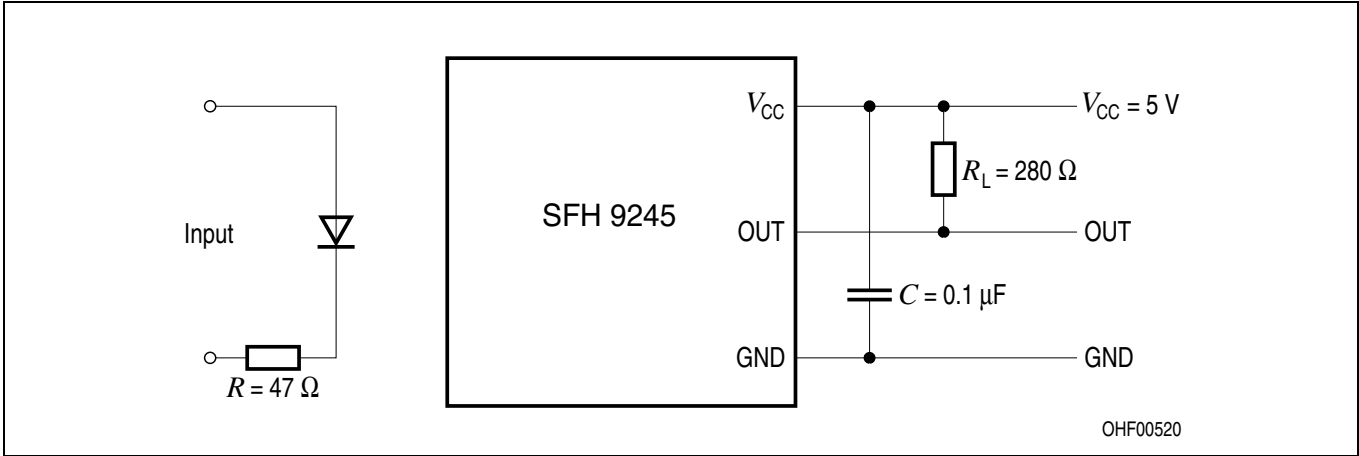 V_CC
V_CC = 5 V
R_L = 280 Ω
SFH 9245
Input
OUT
OUT
C = 0.1 µF
GND
GND
R = 47 Ω
OHF00520